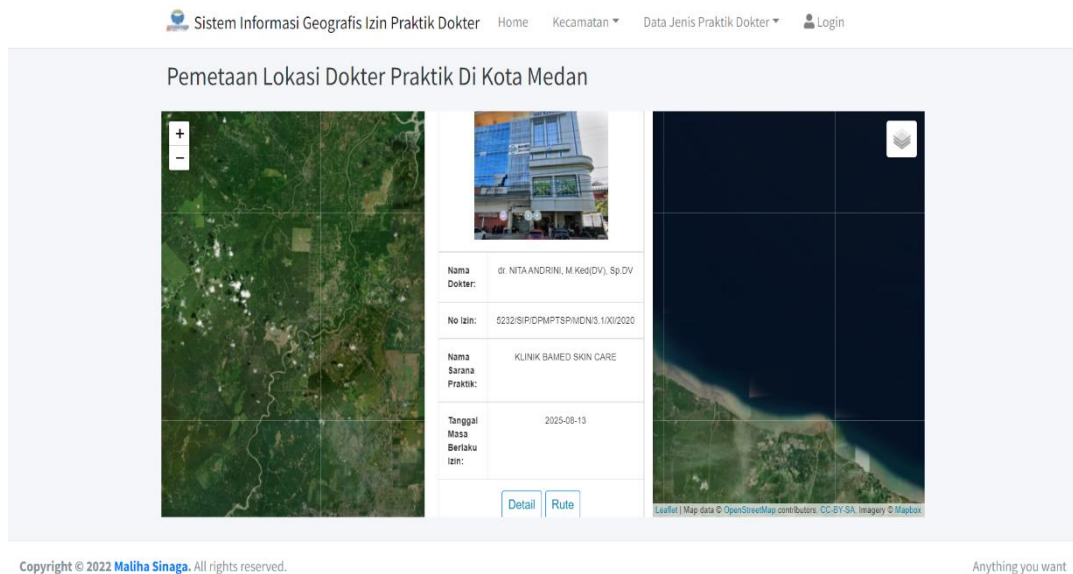 Sistem Informasi Geografis Izin Praktik Dokter Home Kecamatan Data Jenis Praktik Dokter Login
Pemetaan Lokasi Dokter Praktik Di Kota Medan
+
−
Nama Dokter: dr. NITA ANDRINI, M.Ked(DV), Sp.DV
No Izin: 5232/SIP/DPMPTSP/MDN/3.1/XI/2020
Nama Sarana Praktik: KLINIK BAMED SKIN CARE
Tanggal Masa Berlaku Izin: 2025-08-13
Detail Rute
Leaflet | Map data © OpenStreetMap contributors, CC-BY-SA, Imagery © Mapbox
Copyright © 2022 Maliha Sinaga. All rights reserved. Anything you want